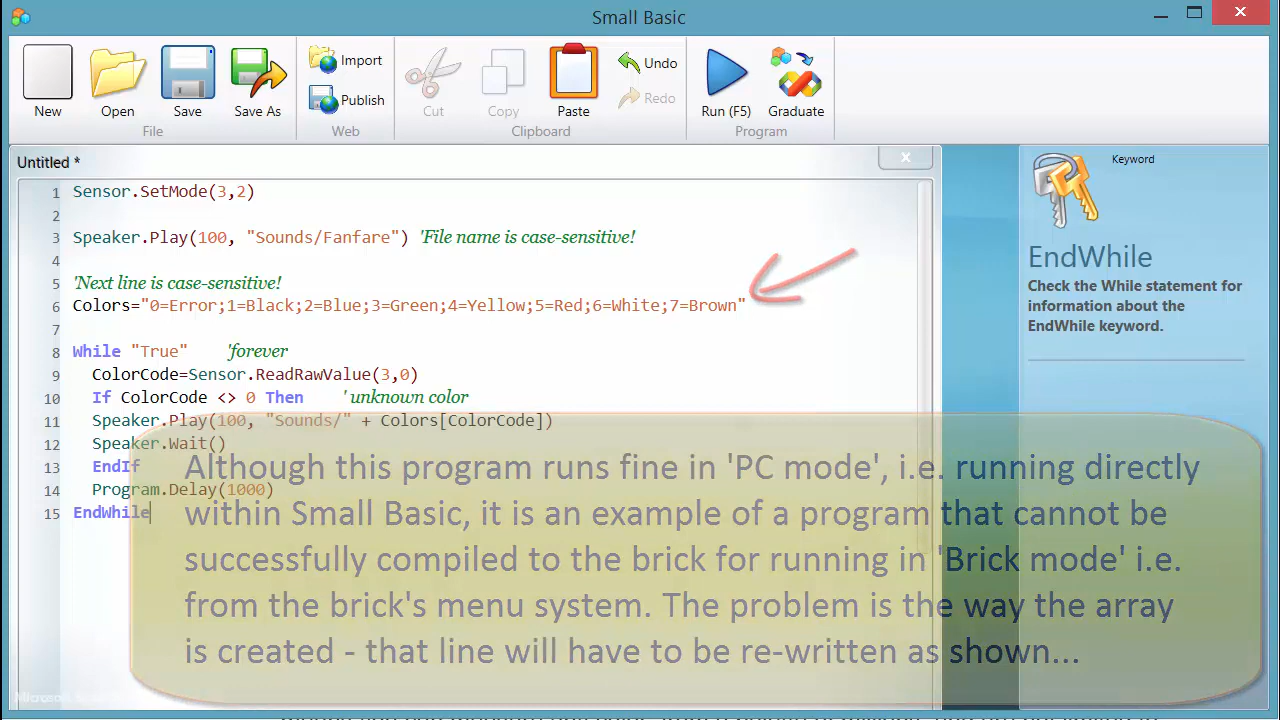 Small Basic
New
Open
Save
Save As
File
Import
Publish
Web
Cut
Copy
Paste
Undo
Redo
Clipboard
Run (F5)
Graduate
Program
Untitled *
1 Sensor.SetMode(3,2)
2
3 Speaker.Play(100, "Sounds/Fanfare") 'File name is case-sensitive!
4
5 'Next line is case-sensitive!
6 Colors="0=Error;1=Black;2=Blue;3=Green;4=Yellow;5=Red;6=White;7=Brown"
7
8 While "True" 'forever
9 ColorCode=Sensor.ReadRawValue(3,0)
10 If ColorCode <> 0 Then ' unknown color
11 Speaker.Play(100, "Sounds/" + Colors[ColorCode])
12 Speaker.Wait()
13 EndIf
14 Program.Delay(1000)
15 EndWhile
Keyword
EndWhile
Check the While statement for
information about the
EndWhile keyword.
Although this program runs fine in 'PC mode', i.e. running directly
within Small Basic, it is an example of a program that cannot be
successfully compiled to the brick for running in 'Brick mode' i.e.
from the brick's menu system. The problem is the way the array
is created - that line will have to be re-written as shown...
Microsoft